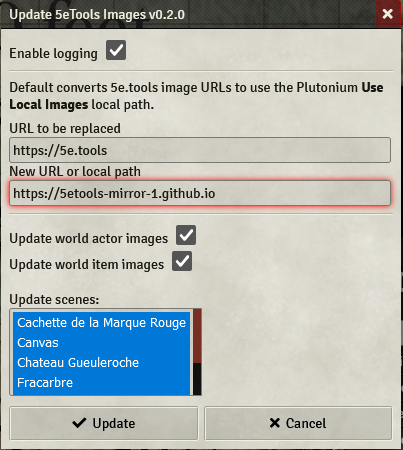 Update 5eTools Images v0.2.0
Enable logging
Default converts 5e.tools image URLs to use the Plutonium Use
Local Images local path.
URL to be replaced
https://5e.tools
New URL or local path
https://5etools-mirror-1.github.io
Update world actor images
Update world item images
Update scenes:
Cachette de la Marque Rouge
Canvas
Chateau Gueuleroche
Fracarbre
Update
Cancel